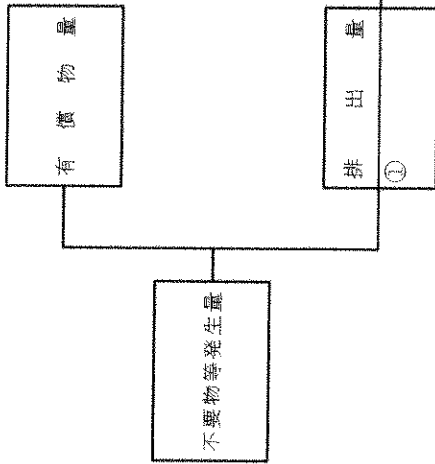 不要物等発生量
有償物量
排出量
①